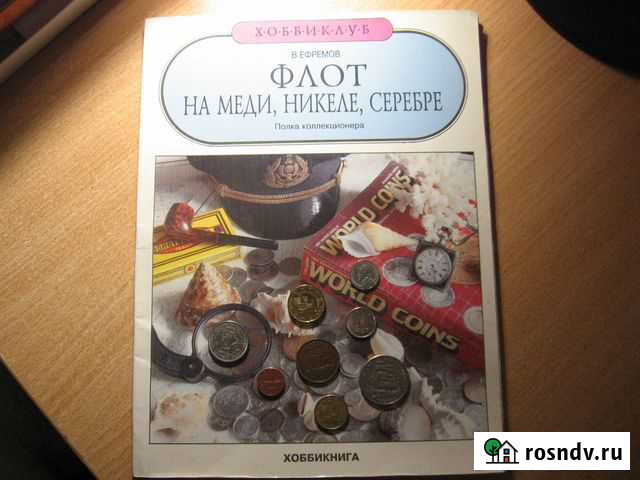 Х·О·Б·Б·И·К·Л·У·Б
В.ЕФРЕМОВ
ФЛОТ
НА МЕДИ, НИКЕЛЕ, СЕРЕБРЕ
Полка коллекционера
WORLD COINS
WORLD COINS
ХОББИКНИГА
rosndv.ru